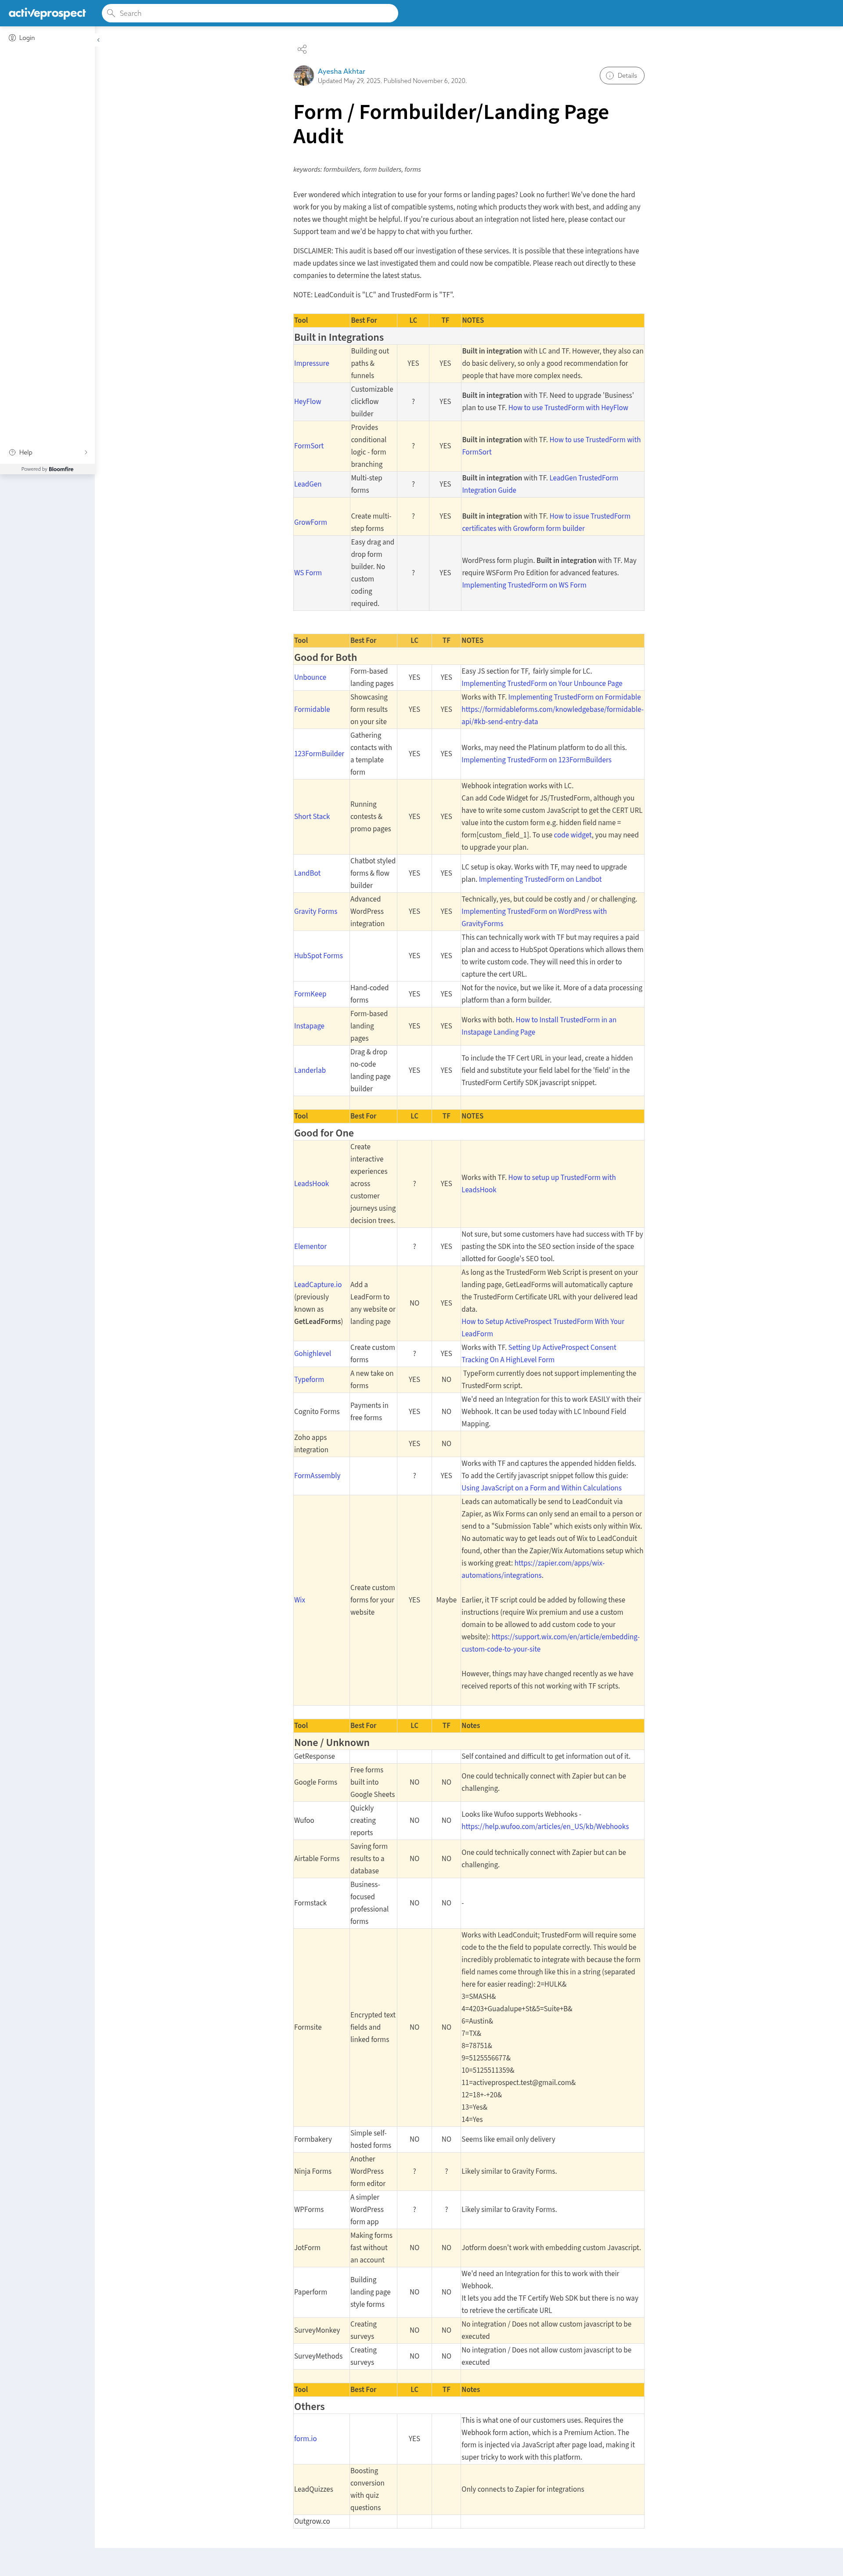 activeprospect
Search
Login
Help
Powered by Bloomfire
Ayesha Akhtar
Updated May 29, 2025. Published November 6, 2020.
Details
Form / Formbuilder/Landing Page
Audit
keywords: formbuilders, form builders, forms
Ever wondered which integration to use for your forms or landing pages? Look no further! We've done the hard
work for you by making a list of compatible systems, noting which products they work with best, and adding any
notes we thought might be helpful. If you're curious about an integration not listed here, please contact our
Support team and we'd be happy to chat with you further.
DISCLAIMER: This audit is based off our investigation of these services. It is possible that these integrations have
made updates since we last investigated them and could now be compatible. Please reach out directly to these
companies to determine the latest status.
NOTE: LeadConduit is "LC" and TrustedForm is "TF".
Tool Best For LC TF NOTES
Built in Integrations
Impressure
Building out
paths &
funnels
YES YES
Built in integration with LC and TF. However, they also can
do basic delivery, so only a good recommendation for
people that have more complex needs.
HeyFlow
Customizable
clickflow
builder
? YES
Built in integration with TF. Need to upgrade 'Business'
plan to use TF. How to use TrustedForm with HeyFlow
FormSort
Provides
conditional
logic - form
branching
? YES
Built in integration with TF. How to use TrustedForm with
FormSort
LeadGen
Multi-step
forms
? YES
Built in integration with TF. LeadGen TrustedForm
Integration Guide
GrowForm
Create multi-
step forms
? YES
Built in integration with TF. How to issue TrustedForm
certificates with Growform form builder
WS Form
Easy drag and
drop form
builder. No
custom
coding
required.
? YES
WordPress form plugin. Built in integration with TF. May
require WSForm Pro Edition for advanced features.
Implementing TrustedForm on WS Form
Tool Best For LC TF NOTES
Good for Both
Unbounce
Form-based
landing pages
YES YES
Easy JS section for TF, fairly simple for LC.
Implementing TrustedForm on Your Unbounce Page
Formidable
Showcasing
form results
on your site
YES YES
Works with TF. Implementing TrustedForm on Formidable
https://formidableforms.com/knowledgebase/formidable-
api/#kb-send-entry-data
123FormBuilder
Gathering
contacts with
a template
form
YES YES
Works, may need the Platinum platform to do all this.
Implementing TrustedForm on 123FormBuilders
Short Stack
Running
contests &
promo pages
YES YES
Webhook integration works with LC.
Can add Code Widget for JS/TrustedForm, although you
have to write some custom JavaScript to get the CERT URL
value into the custom form e.g. hidden field name =
form[custom_field_1]. To use code widget, you may need
to upgrade your plan.
LandBot
Chatbot styled
forms & flow
builder
YES YES
LC setup is okay. Works with TF, may need to upgrade
plan. Implementing TrustedForm on Landbot
Gravity Forms
Advanced
WordPress
integration
YES YES
Technically, yes, but could be costly and / or challenging.
Implementing TrustedForm on WordPress with
GravityForms
HubSpot Forms
YES YES
This can technically work with TF but may requires a paid
plan and access to HubSpot Operations which allows them
to write custom code. They will need this in order to
capture the cert URL.
FormKeep
Hand-coded
forms
YES YES
Not for the novice, but we like it. More of a data processing
platform than a form builder.
Instapage
Form-based
landing
pages
YES YES
Works with both. How to Install TrustedForm in an
Instapage Landing Page
Landerlab
Drag & drop
no-code
landing page
builder
YES YES
To include the TF Cert URL in your lead, create a hidden
field and substitute your field label for the 'field' in the
TrustedForm Certify SDK javascript snippet.
Tool Best For LC TF NOTES
Good for One
LeadsHook
Create
interactive
experiences
across
customer
journeys using
decision trees.
? YES
Works with TF. How to setup up TrustedForm with
LeadsHook
Elementor
? YES
Not sure, but some customers have had success with TF by
pasting the SDK into the SEO section inside of the space
allotted for Google's SEO tool.
LeadCapture.io
(previously
known as
GetLeadForms)
Add a
LeadForm to
any website or
landing page
NO YES
As long as the TrustedForm Web Script is present on your
landing page, GetLeadForms will automatically capture
the TrustedForm Certificate URL with your delivered lead
data.
How to Setup ActiveProspect TrustedForm With Your
LeadForm
Gohighlevel
Create custom
forms
? YES
Works with TF. Setting Up ActiveProspect Consent
Tracking On A HighLevel Form
Typeform
A new take on
forms
YES NO
TypeForm currently does not support implementing the
TrustedForm script.
Cognito Forms
Payments in
free forms
YES NO
We'd need an Integration for this to work EASILY with their
Webhook. It can be used today with LC Inbound Field
Mapping.
Zoho apps
integration
YES NO
FormAssembly
? YES
Works with TF and captures the appended hidden fields.
To add the Certify javascript snippet follow this guide:
Using JavaScript on a Form and Within Calculations
Wix
Create custom
forms for your
website
YES Maybe
Leads can automatically be send to LeadConduit via
Zapier, as Wix Forms can only send an email to a person or
send to a "Submission Table" which exists only within Wix.
No automatic way to get leads out of Wix to LeadConduit
found, other than the Zapier/Wix Automations setup which
is working great: https://zapier.com/apps/wix-
automations/integrations.
Earlier, it TF script could be added by following these
instructions (require Wix premium and use a custom
domain to be allowed to add custom code to your
website): https://support.wix.com/en/article/embedding-
custom-code-to-your-site
However, things may have changed recently as we have
received reports of this not working with TF scripts.
Tool Best For LC TF Notes
None / Unknown
GetResponse
Self contained and difficult to get information out of it.
Google Forms
Free forms
built into
Google Sheets
NO NO
One could technically connect with Zapier but can be
challenging.
Wufoo
Quickly
creating
reports
NO NO
Looks like Wufoo supports Webhooks -
https://help.wufoo.com/articles/en_US/kb/Webhooks
Airtable Forms
Saving form
results to a
database
NO NO
One could technically connect with Zapier but can be
challenging.
Formstack
Business-
focused
professional
forms
NO NO
-
Formsite
Encrypted text
fields and
linked forms
NO NO
Works with LeadConduit; TrustedForm will require some
code to the the field to populate correctly. This would be
incredibly problematic to integrate with because the form
field names come through like this in a string (separated
here for easier reading): 2=HULK&
3=SMASH&
4=4203+Guadalupe+St&5=Suite+B&
6=Austin&
7=TX&
8=78751&
9=5125556677&
10=5125511359&
11=activeprospect.test@gmail.com&
12=18+-+20&
13=Yes&
14=Yes
Formbakery
Simple self-
hosted forms
NO NO
Seems like email only delivery
Ninja Forms
Another
WordPress
form editor
? ?
Likely similar to Gravity Forms.
WPForms
A simpler
WordPress
form app
? ?
Likely similar to Gravity Forms.
JotForm
Making forms
fast without
an account
NO NO
Jotform doesn't work with embedding custom Javascript.
Paperform
Building
landing page
style forms
NO NO
We'd need an Integration for this to work with their
Webhook.
It lets you add the TF Certify Web SDK but there is no way
to retrieve the certificate URL
SurveyMonkey
Creating
surveys
NO NO
No integration / Does not allow custom javascript to be
executed
SurveyMethods
Creating
surveys
NO NO
No integration / Does not allow custom javascript to be
executed
Tool Best For LC TF Notes
Others
form.io
YES
This is what one of our customers uses. Requires the
Webhook form action, which is a Premium Action. The
form is injected via JavaScript after page load, making it
super tricky to work with this platform.
LeadQuizzes
Boosting
conversion
with quiz
questions
Only connects to Zapier for integrations
Outgrow.co